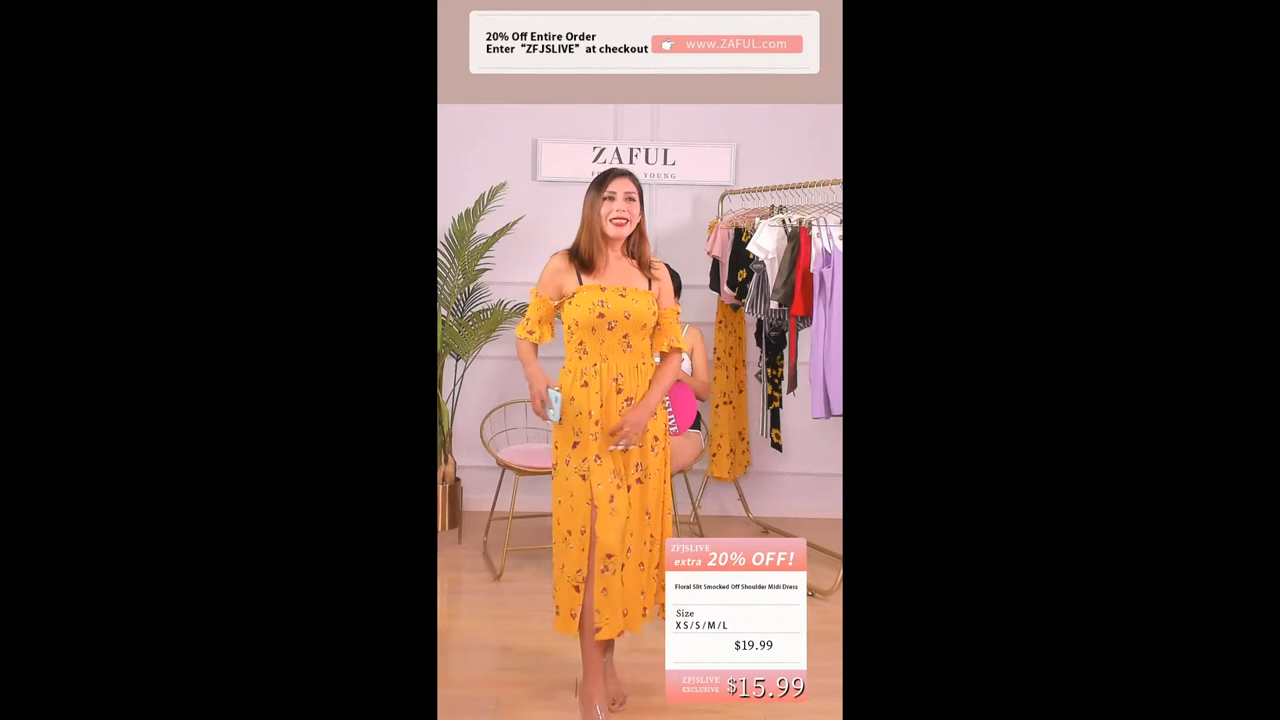 20% Off Entire Order
Enter “ZFJSLIVE” at checkout
www.ZAFUL.com
ZAFUL
YOUNG
ZFJSLIVE
extra 20% OFF!
Floral Slit Smocked Off Shoulder Midi Dress
Size
XS/S/M/L
$19.99
ZFJSLIVE
EXCLUSIVE
$15.99